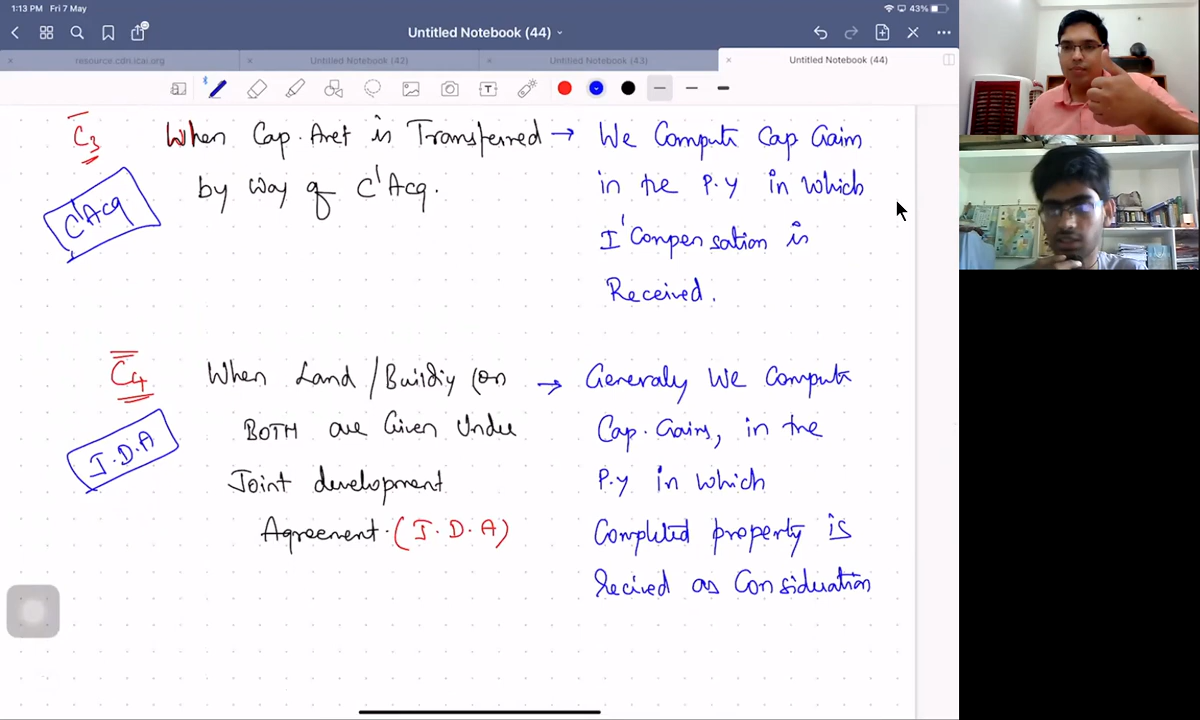 1:13 PM Fri 7 May
43%
Untitled Notebook (44)
resource.cdn.icai.org
Untitled Notebook (42)
Untitled Notebook (43)
Untitled Notebook (44)
C3 When Cap. Aret is Transferred → We Compute Cap Gain
by way of C'Acq. in the P.Y in which
C'Acq
I' Compensation is
Received.
C4 When Land/Buildiy (or → Generaly We Compute
BOTH are Given Under Cap. Gains, in the
J.D.A
Joint development P.y in which
Agreement. (J.D.A) Completed property is
Recived as Consideration